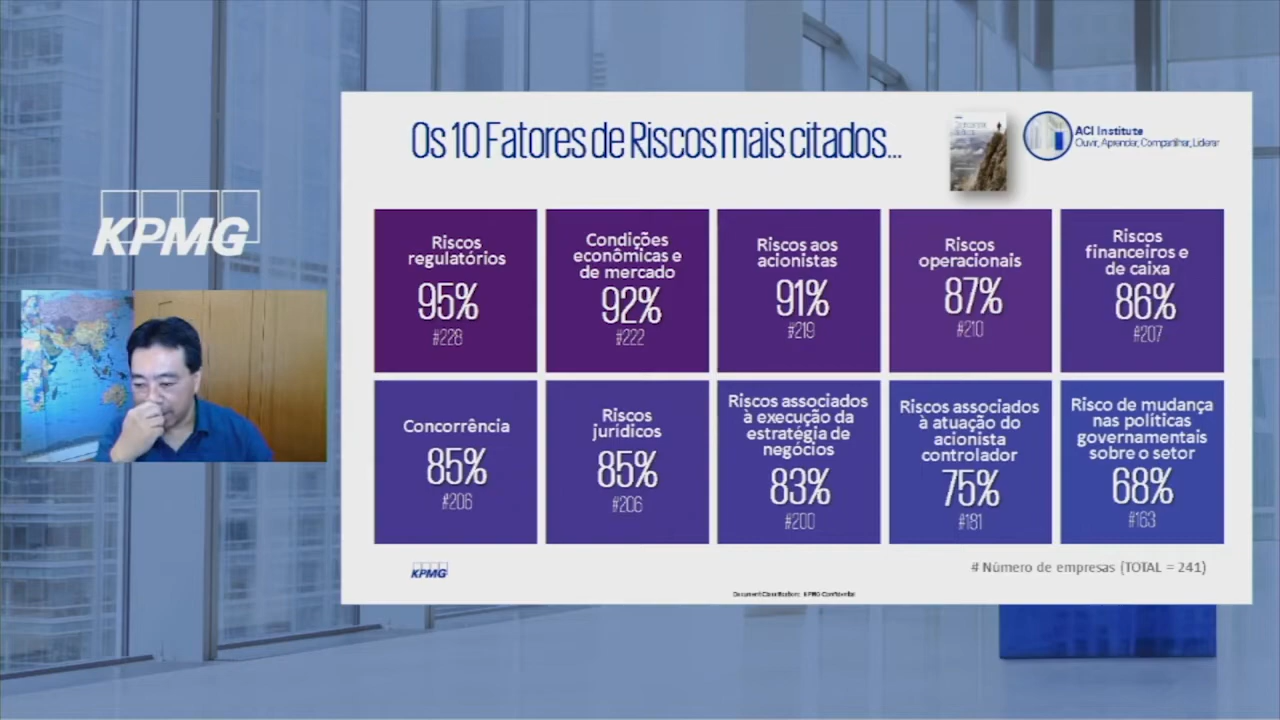 Os 10 Fatores de Riscos mais citados...
ACI Institute
Ouvir, Aprender, Compartilhar, Liderar
KPMG
Riscos
regulatórios
95%
#228
Condições
econômicas e
de mercado
92%
#222
Riscos aos
acionistas
91%
#219
Riscos
operacionais
87%
#210
Riscos
financeiros e
de caixa
86%
#207
Concorrência
85%
#206
Riscos
jurídicos
85%
#206
Riscos associados
à execução da
estratégia de
negócios
83%
#200
Riscos associados
à atuação do
acionista
controlador
75%
#181
Risco de mudança
nas políticas
governamentais
sobre o setor
68%
#163
KPMG
# Número de empresas (TOTAL = 241)
Document Classification: KPMG Confidential